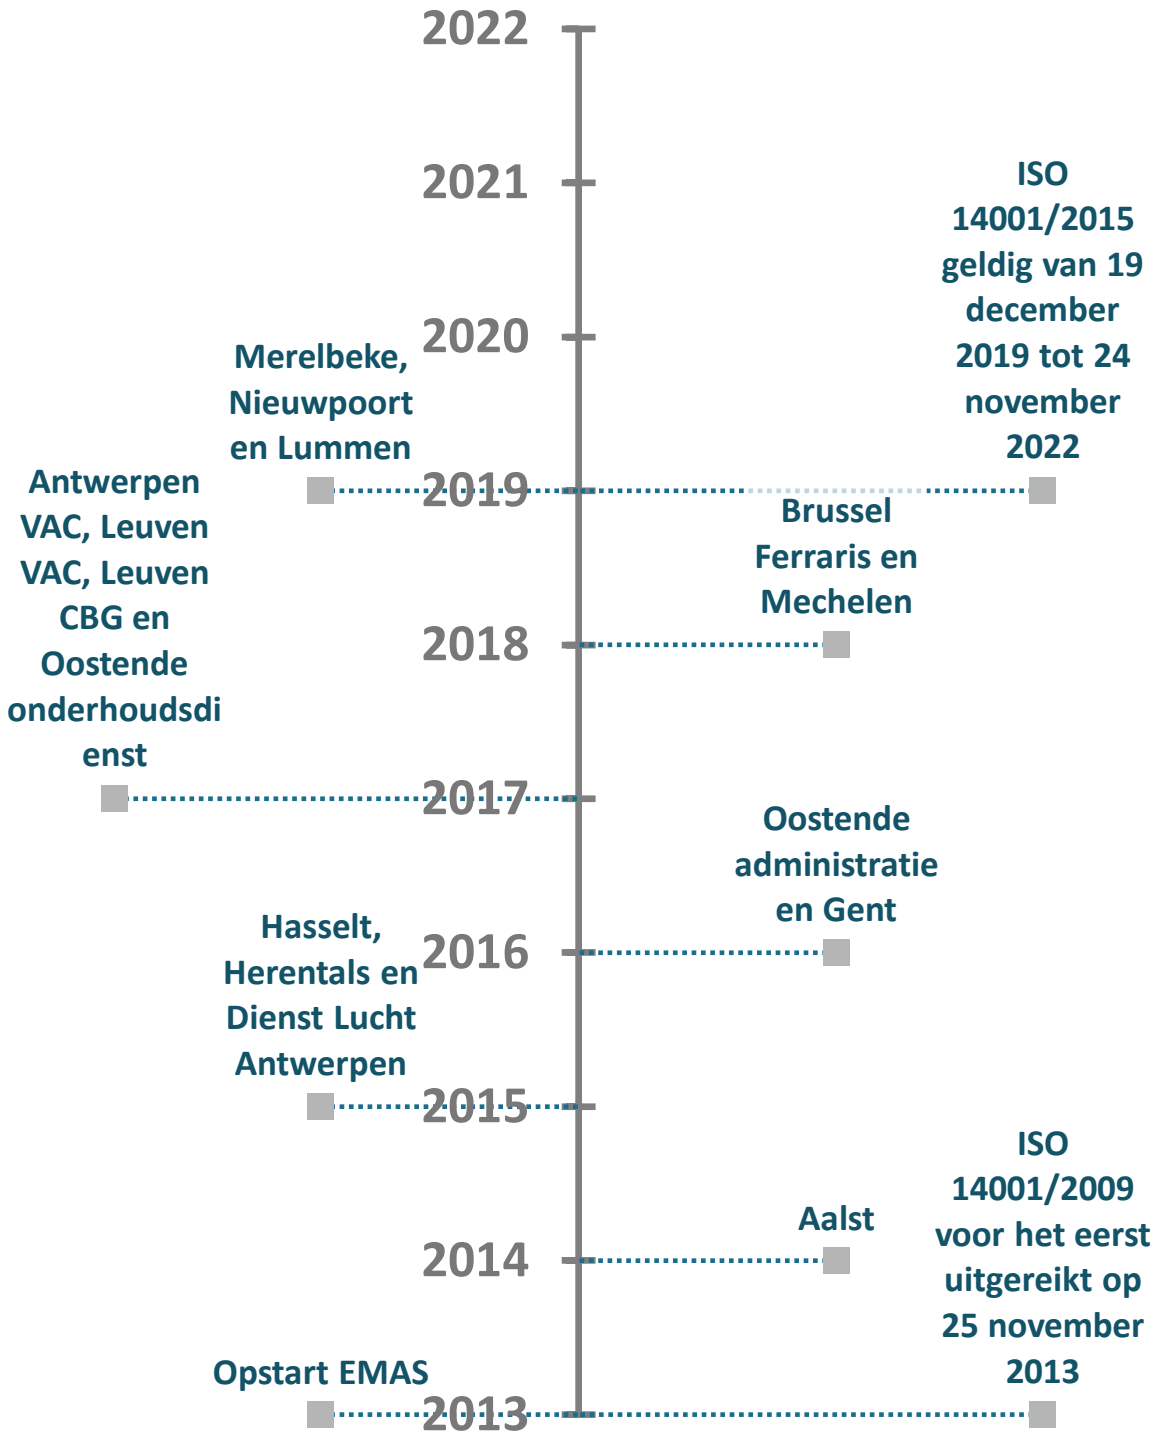 2022
2021
ISO
14001/2015
geldig van 19
december
2019 tot 24
november
2022
2020
Merelbeke,
Nieuwpoort
en Lummen
2019
Antwerpen
VAC, Leuven
VAC, Leuven
CBG en
Oostende
onderhoudsdi
enst
Brussel
Ferraris en
Mechelen
2018
2017
Oostende
administratie
en Gent
2016
Hasselt,
Herentals en
Dienst Lucht
Antwerpen
2015
ISO
14001/2009
voor het eerst
uitgereikt op
25 november
2013
Aalst
2014
Opstart EMAS
2013